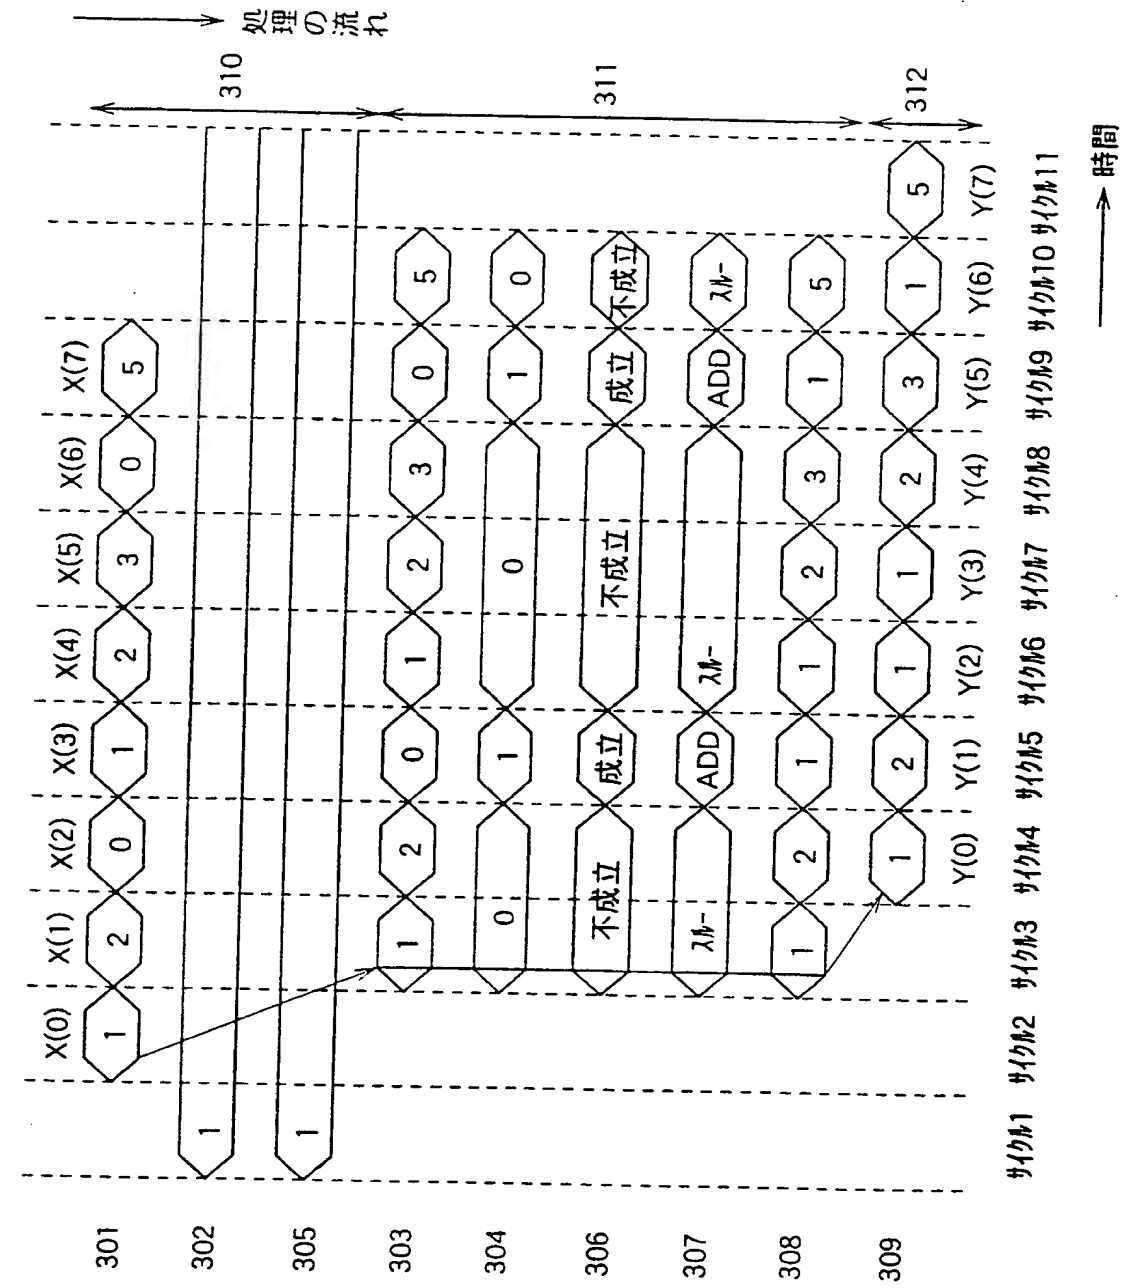 処理の流れ
310
311
312
X(0) X(1) X(2) X(3) X(4) X(5) X(6) X(7)
301 1 2 0 1 2 3 0 5
302 1
305 1
303 1 2 0 1 2 3 0 5
304 0 1 0 1 0
306 不成立 成立 不成立 成立 不成立
307 スルー ADD スルー ADD スルー
308 1 2 1 1 2 3 1 5
309 1 2 1 1 2 3 1 5
Y(0) Y(1) Y(2) Y(3) Y(4) Y(5) Y(6) Y(7)
サイクル1 サイクル2 サイクル3 サイクル4 サイクル5 サイクル6 サイクル7 サイクル8 サイクル9 サイクル10 サイクル11
時間